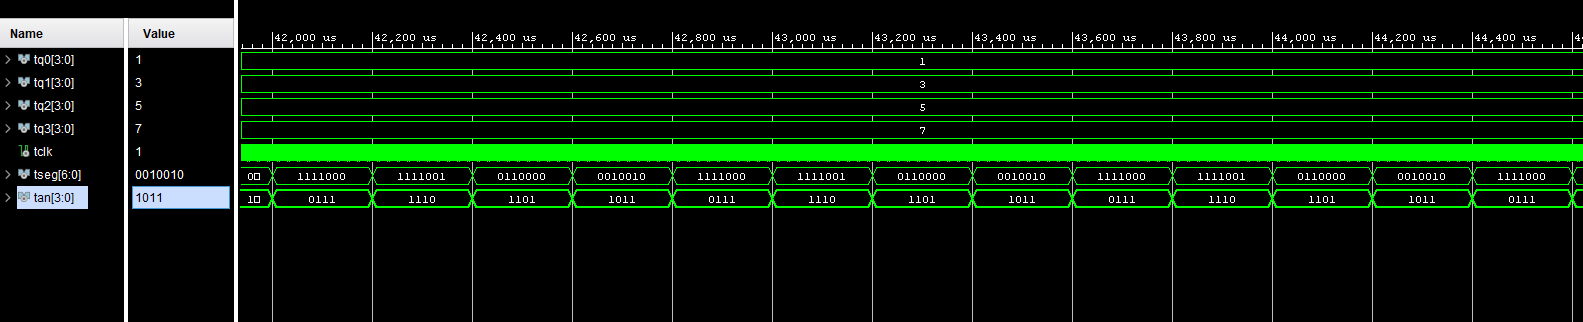 Name Value
42,000 us 42,200 us 42,400 us 42,600 us 42,800 us 43,000 us 43,200 us 43,400 us 43,600 us 43,800 us 44,000 us 44,200 us 44,400 us
tq0[3:0] 1 1
tq1[3:0] 3 3
tq2[3:0] 5 5
tq3[3:0] 7 7
tclk 1
tseg[6:0] 0010010 00 1111000 1111001 0110000 0010010 1111000 1111001 0110000 0010010 1111000 1111001 0110000 0010010 1111000
tan[3:0] 1011 10 0111 1110 1101 1011 0111 1110 1101 1011 0111 1110 1101 1011 0111